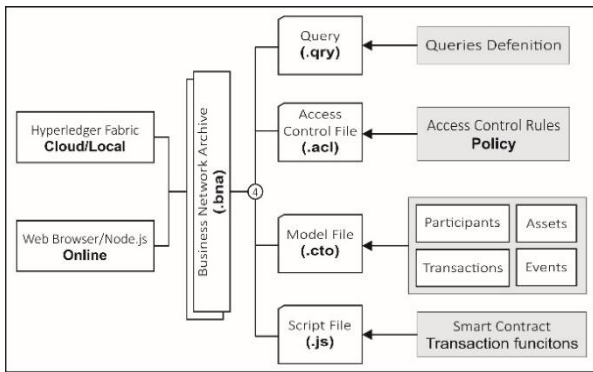 Hyperledger Fabric
Cloud/Local
Web Browser/Node.js
Online
Business Network Archive
(.bna)
4
Query
(.qry)
Queries Defenition
Access
Control File
(.acl)
Access Control Rules
Policy
Model File
(.cto)
Participants
Assets
Transactions
Events
Script File
(.js)
Smart Contract
Transaction funcitons